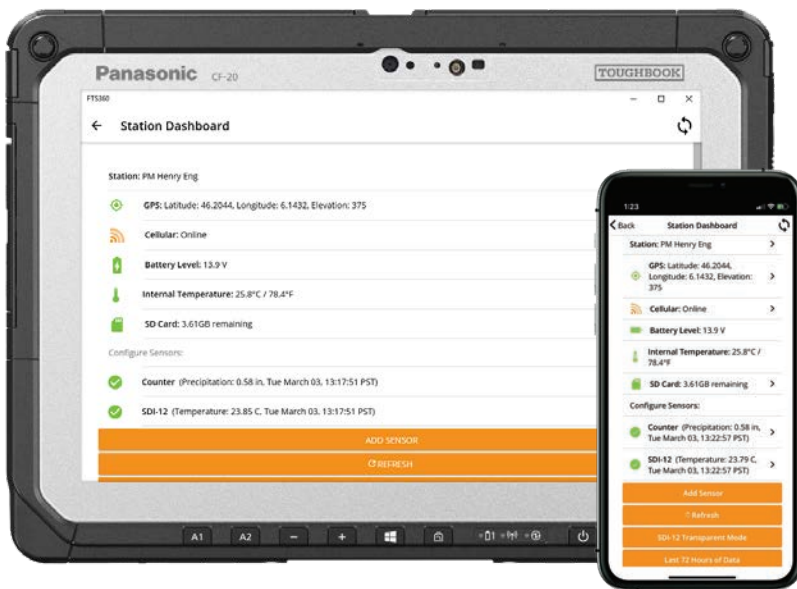 Panasonic CF-20
TOUGHBOOK
FTS360
Station Dashboard
Station: PM Henry Eng
GPS: Latitude: 46.2044, Longitude: 6.1432, Elevation: 375
Cellular: Online
Battery Level: 13.9 V
Internal Temperature: 25.8°C / 78.4°F
SD Card: 3.61GB remaining
Configure Sensors:
Counter (Precipitation: 0.58 in, Tue March 03, 13:17:51 PST)
SDI-12 (Temperature: 23.85 C, Tue March 03, 13:17:51 PST)
ADD SENSOR
REFRESH
A1 A2 - +
1:23
Back Station Dashboard
Station: PM Henry Eng
GPS: Latitude: 46.2044,
Longitude: 6.1432, Elevation:
375
Cellular: Online
Battery Level: 13.9 V
Internal Temperature: 25.8°C /
78.4°F
SD Card: 3.61GB remaining
Configure Sensors:
Counter (Precipitation: 0.58 in,
Tue March 03, 13:22:57 PST)
SDI-12 (Temperature: 23.79 C,
Tue March 03, 13:22:57 PST)
Add Sensor
Refresh
SDI-12 Transparent Mode
Last 72 Hours of Data